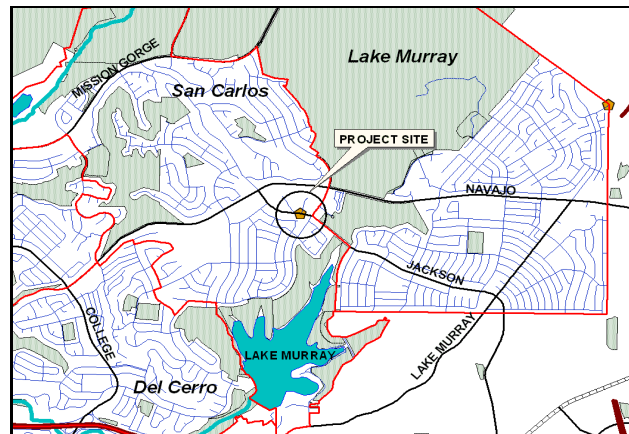 Lake Murray
MISSION GORGE
San Carlos
PROJECT SITE
NAVAJO
JACKSON
COLLEGE
LAKE MURRAY
LAKE MURRAY
Del Cerro